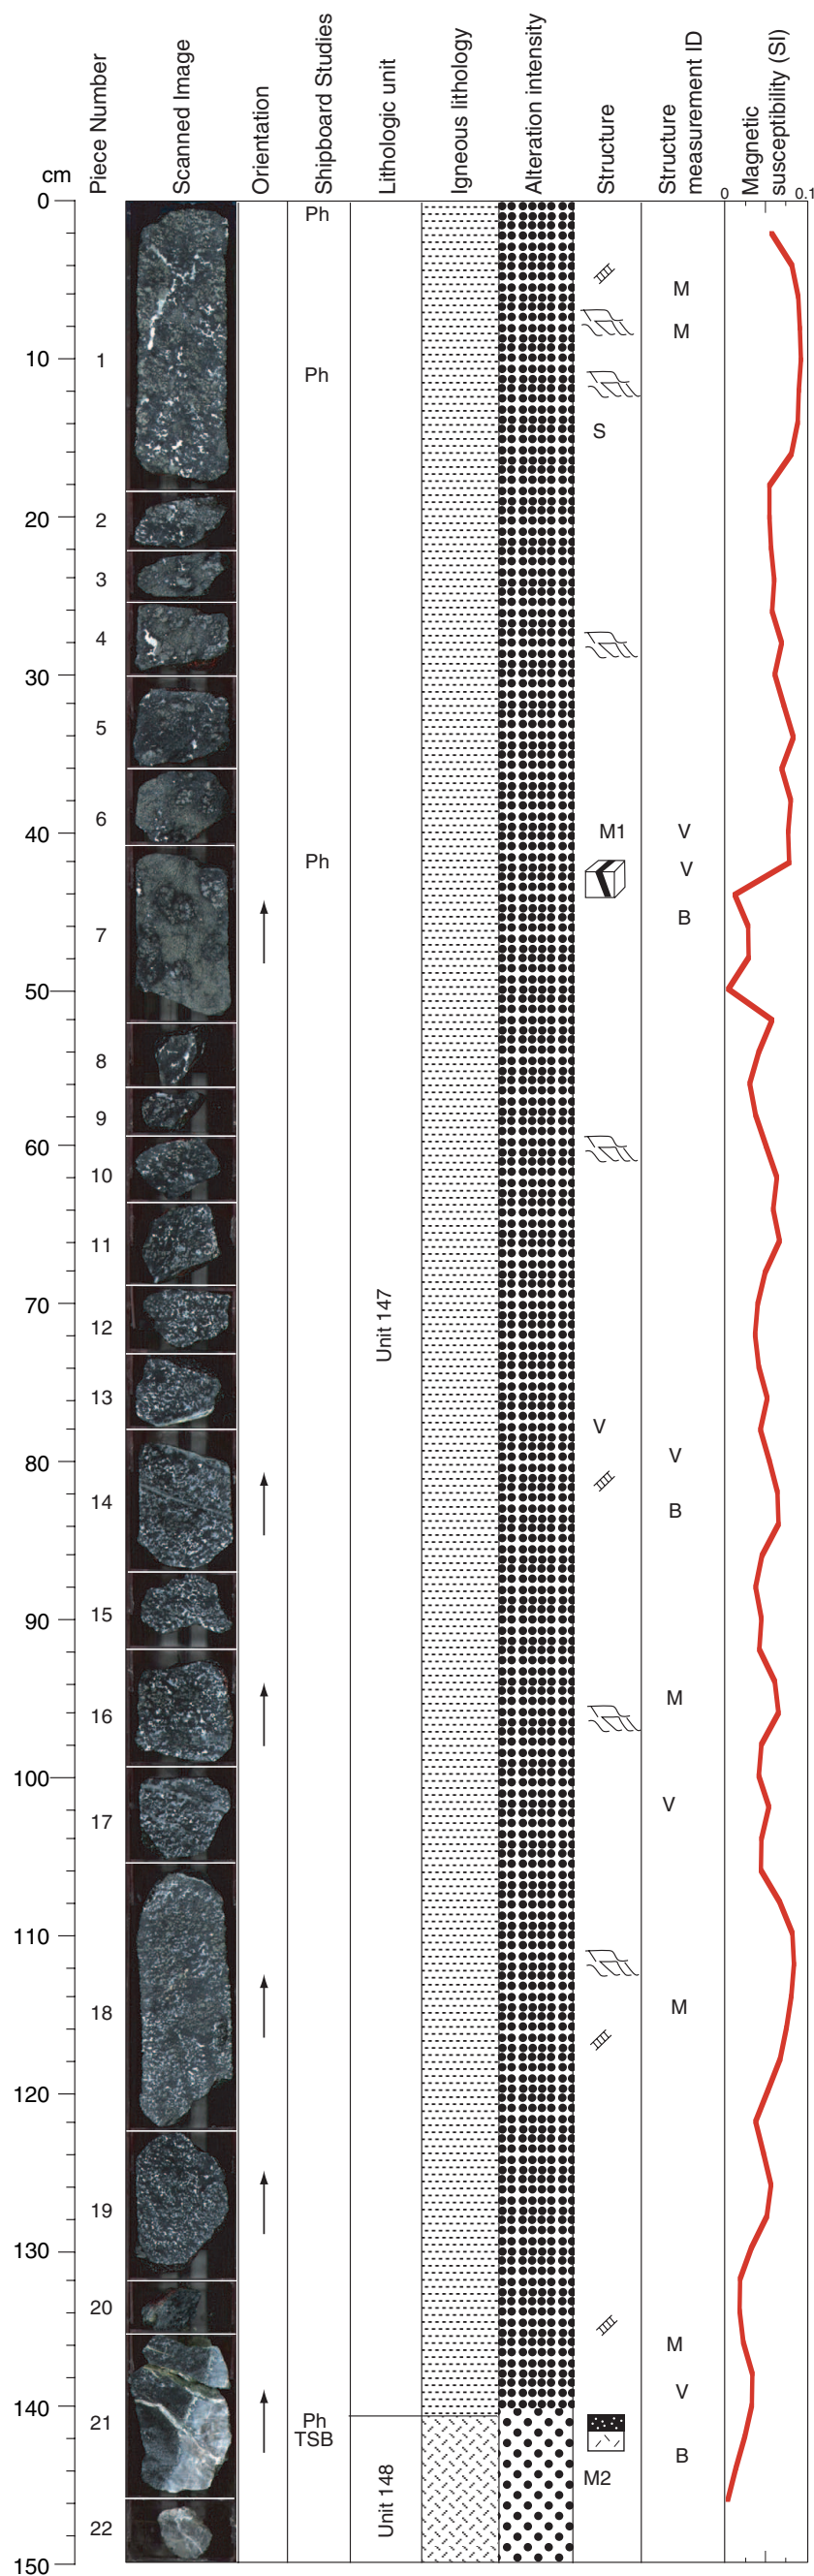 cm
Piece Number
Scanned Image
Orientation
Shipboard Studies
Lithologic unit
Igneous lithology
Alteration intensity
Structure
Structure
measurement ID
Magnetic
susceptibility (SI)
0 0.1
0
Ph
M
M
10
1
Ph
S
20
2
3
4
30
5
6
40
M1
V
Ph
V
7
B
50
8
9
60
10
11
70
12
Unit 147
13
V
80
V
14
B
15
90
M
16
100
V
17
110
18
M
120
19
130
20
M
V
140
21
Ph
TSB
B
M2
Unit 148
22
150